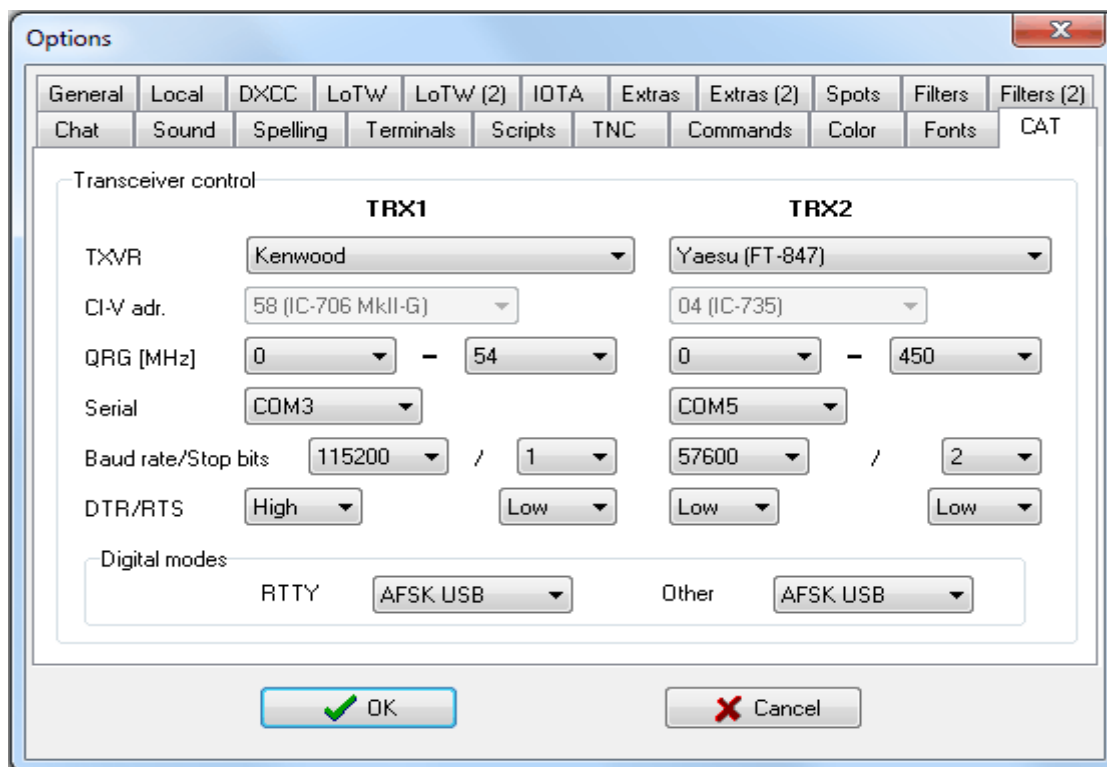 Options
General Local DXCC LoTW LoTW (2) IOTA Extras Extras (2) Spots Filters Filters (2)
Chat Sound Spelling Terminals Scripts TNC Commands Color Fonts CAT
Transceiver control
TRX1 TRX2
TXVR Kenwood Yaesu (FT-847)
CI-V adr. 58 (IC-706 MkII-G) 04 (IC-735)
QRG [MHz] 0 – 54 0 – 450
Serial COM3 COM5
Baud rate/Stop bits 115200 / 1 57600 / 2
DTR/RTS High Low Low Low
Digital modes
RTTY AFSK USB Other AFSK USB
OK Cancel